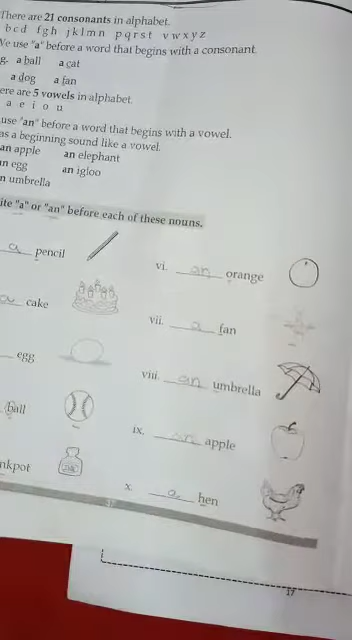 There are 21 consonants in alphabet.
b c d f g h j k l m n p q r s t v w x y z
We use "a" before a word that begins with a consonant.
g. a ball a cat
a dog a fan
ere are 5 vowels in alphabet.
a e i o u
use "an" before a word that begins with a vowel.
as a beginning sound like a vowel.
an apple an elephant
an egg an igloo
n umbrella
ite "a" or "an" before each of these nouns.
a pencil
vi. an orange
a cake
vii. a fan
egg
viii. an umbrella
ball
ix. an apple
nkpot
x. a hen
17